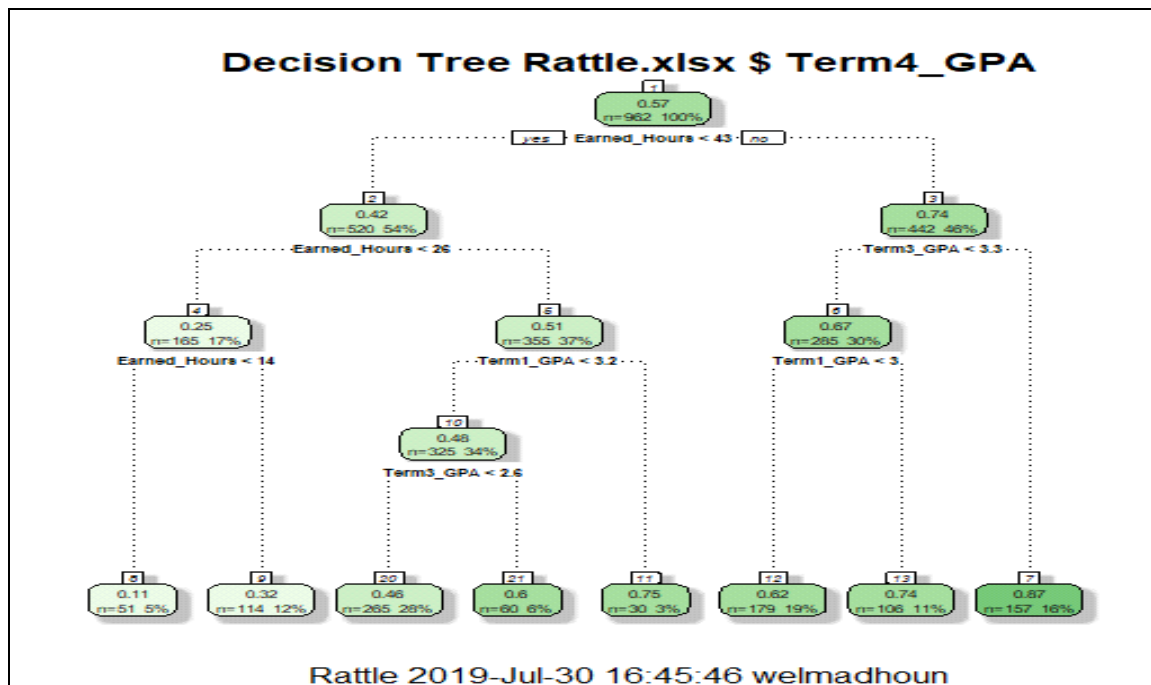 Decision Tree Rattle.xlsx $ Term4_GPA
1
0.57
n=962 100%
yes Earned_Hours < 43 no
2
0.42
n=520 54%
Earned_Hours < 26
3
0.74
n=442 46%
Term3_GPA < 3.3
4
0.25
n=165 17%
Earned_Hours < 14
5
0.51
n=355 37%
Term1_GPA < 3.2
6
0.67
n=285 30%
Term1_GPA < 3.
10
0.48
n=325 34%
Term3_GPA < 2.6
8
0.11
n=51 5%
9
0.32
n=114 12%
20
0.46
n=265 28%
21
0.6
n=60 6%
11
0.75
n=30 3%
12
0.62
n=179 19%
13
0.74
n=106 11%
7
0.87
n=157 16%
Rattle 2019-Jul-30 16:45:46 welmadhoun